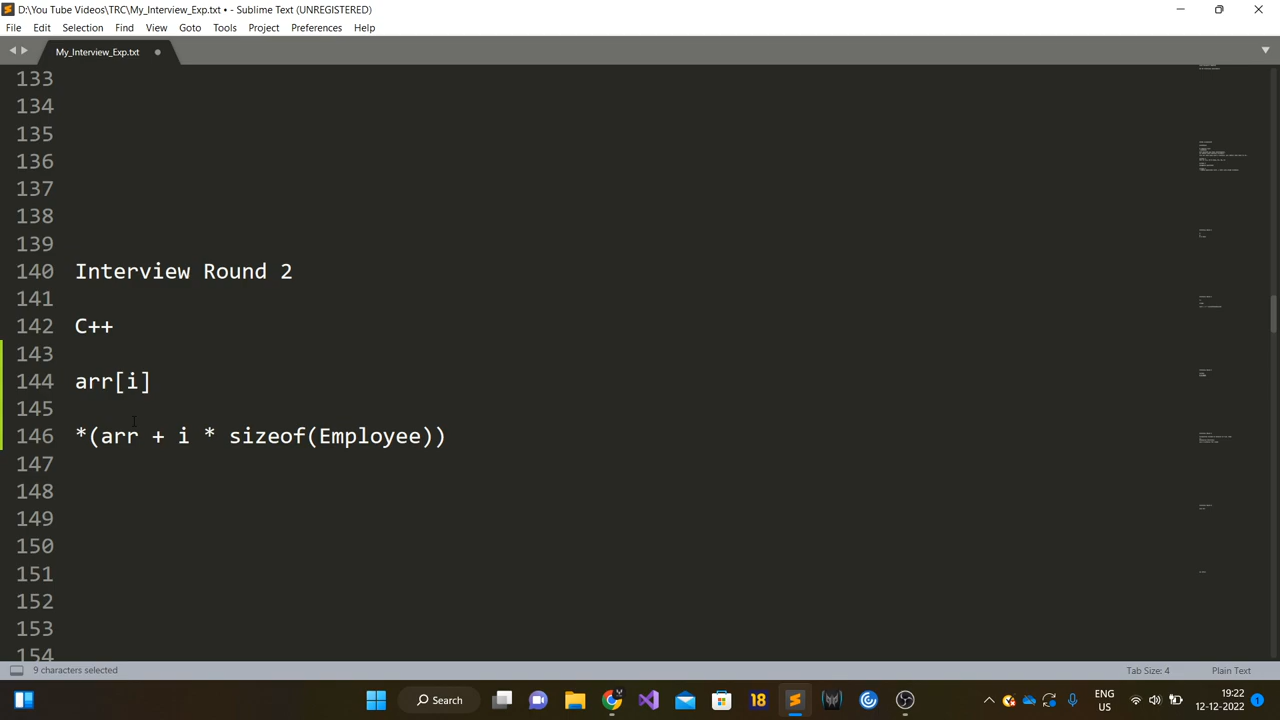 D:\You Tube Videos\TRC\My_Interview_Exp.txt • - Sublime Text (UNREGISTERED)
File Edit Selection Find View Goto Tools Project Preferences Help
My_Interview_Exp.txt
133
134
135
136
137
138
139
140 Interview Round 2
141
142 C++
143
144 arr[i]
145
146 *(arr + i * sizeof(Employee))
147
148
149
150
151
152
153
154
9 characters selected Tab Size: 4 Plain Text
Search 18 ENG US 19:22 12-12-2022 1